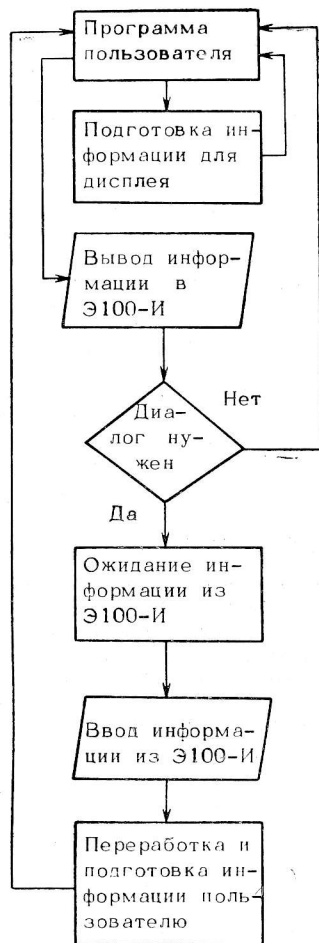 Программа
пользователя
Подготовка ин-
формации для
дисплея
Вывод инфор-
мации в
Э100-И
Диа-
лог ну-
жен
Нет
Да
Ожидание ин-
формации из
Э100-И
Ввод информа-
ции из Э100-И
Переработка и
подготовка ин-
формации поль-
зователю